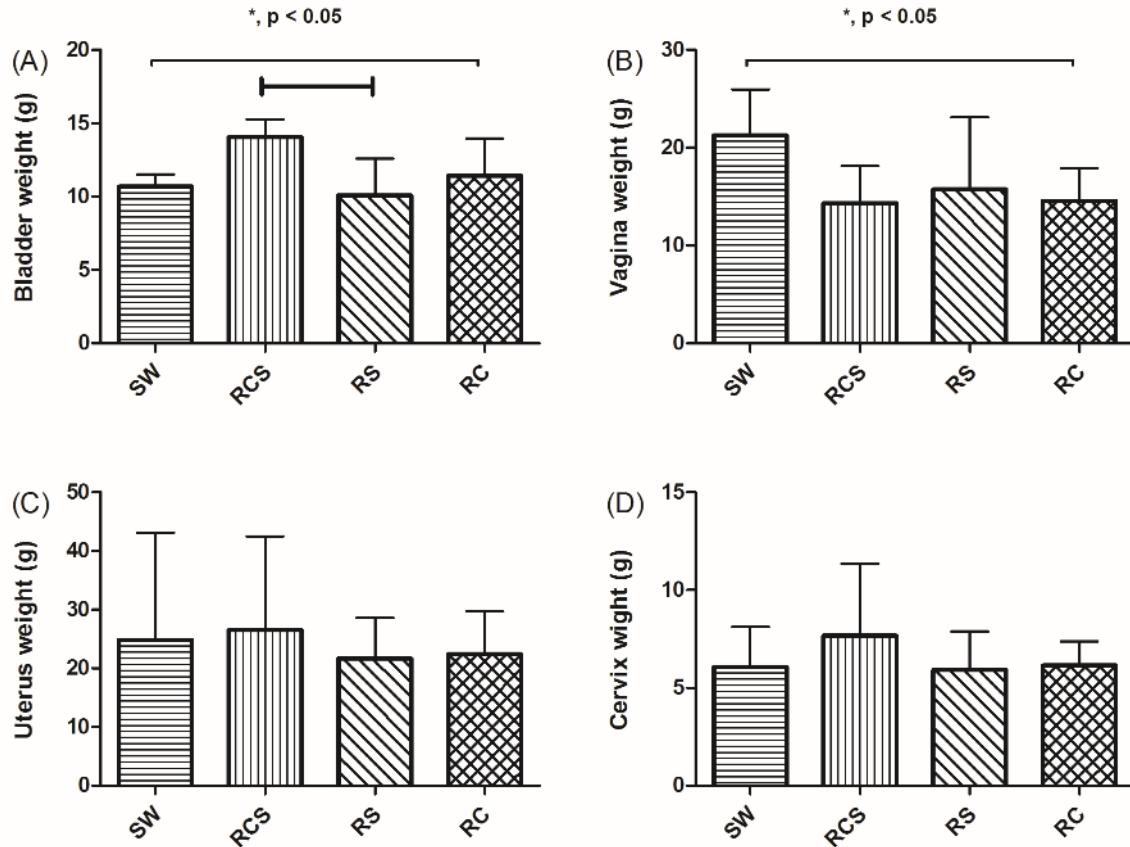 *, p < 0.05
(A)
Bladder weight (g)
20
15
10
5
0
SW
RCS
RS
RC
*, p < 0.05
(B)
Vagina weight (g)
30
20
10
0
SW
RCS
RS
RC
(C)
Uterus weight (g)
50
40
30
20
10
0
SW
RCS
RS
RC
(D)
Cervix wight (g)
15
10
5
0
SW
RCS
RS
RC